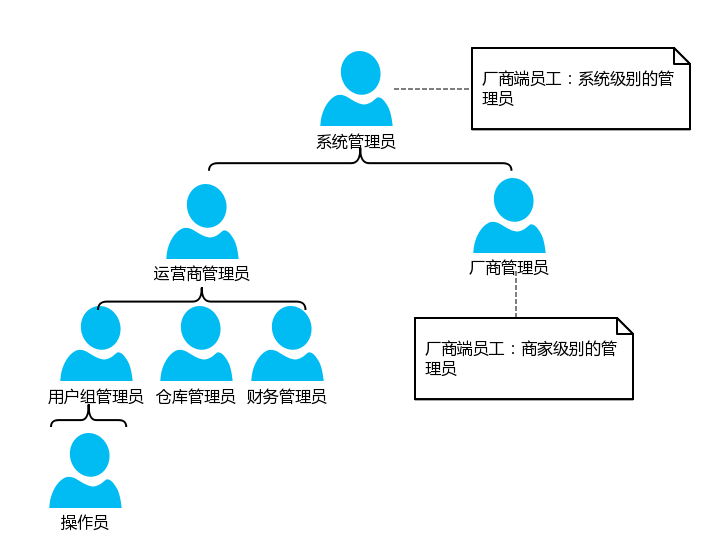 厂商端员工：系统级别的管
理员
系统管理员
运营商管理员
厂商管理员
厂商端员工：商家级别的管
理员
用户组管理员
仓库管理员
财务管理员
操作员